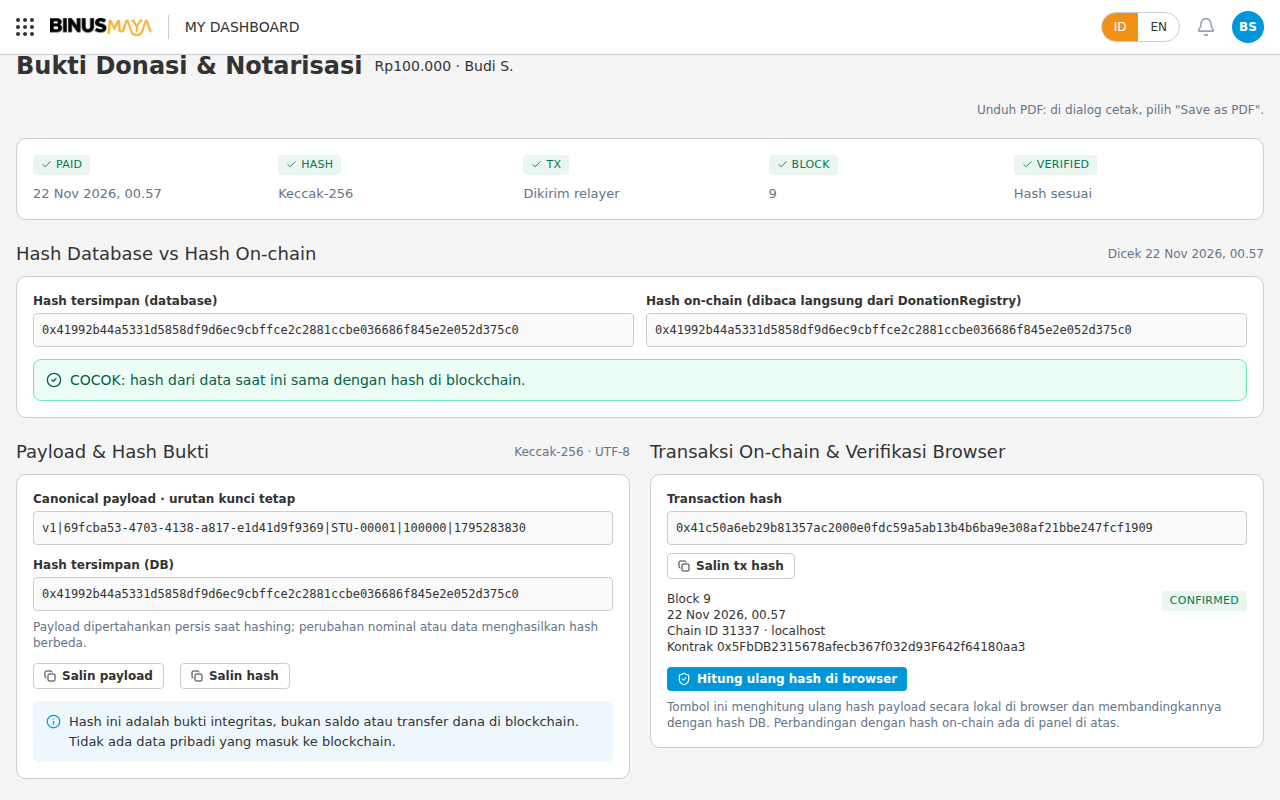 BINUSMAYA
MY DASHBOARD
ID
EN
BS
Bukti Donasi & Notarisasi
Rp100.000 · Budi S.
Unduh PDF: di dialog cetak, pilih "Save as PDF".
PAID
HASH
TX
BLOCK
VERIFIED
22 Nov 2026, 00.57
Keccak-256
Dikirim relayer
9
Hash sesuai
Hash Database vs Hash On-chain
Dicek 22 Nov 2026, 00.57
Hash tersimpan (database)
Hash on-chain (dibaca langsung dari DonationRegistry)
0x41992b44a5331d5858df9d6ec9cbffce2c2881ccbe036686f845e2e052d375c0
0x41992b44a5331d5858df9d6ec9cbffce2c2881ccbe036686f845e2e052d375c0
COCOK: hash dari data saat ini sama dengan hash di blockchain.
Payload & Hash Bukti
Keccak-256 · UTF-8
Canonical payload · urutan kunci tetap
v1|69fcba53-4703-4138-a817-e1d41d9f9369|STU-00001|100000|1795283830
Hash tersimpan (DB)
0x41992b44a5331d5858df9d6ec9cbffce2c2881ccbe036686f845e2e052d375c0
Payload dipertahankan persis saat hashing; perubahan nominal atau data menghasilkan hash
berbeda.
Salin payload
Salin hash
Hash ini adalah bukti integritas, bukan saldo atau transfer dana di blockchain.
Tidak ada data pribadi yang masuk ke blockchain.
Transaksi On-chain & Verifikasi Browser
Transaction hash
0x41c50a6eb29b81357ac2000e0fdc59a5ab13b4b6ba9e308af21bbe247fcf1909
Salin tx hash
Block 9
CONFIRMED
22 Nov 2026, 00.57
Chain ID 31337 · localhost
Kontrak 0x5FbDB2315678afecb367f032d93F642f64180aa3
Hitung ulang hash di browser
Tombol ini menghitung ulang hash payload secara lokal di browser dan membandingkannya
dengan hash DB. Perbandingan dengan hash on-chain ada di panel di atas.